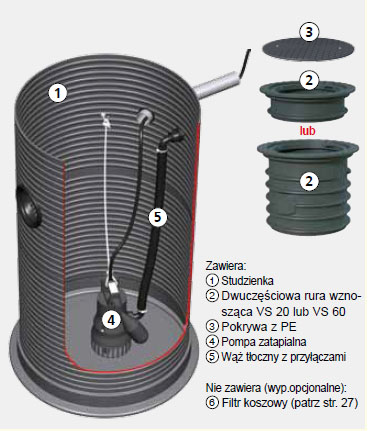 3
1
2
lub
2
5
4
Zawiera:
1 Studzienka
2 Dwuczęściowa rura wzno-
sząca VS 20 lub VS 60
3 Pokrywa z PE
4 Pompa zatapialna
5 Wąż tłoczny z przyłączami
Nie zawiera (wyp.opcjonalne):
6 Filtr koszowy (patrz str. 27)